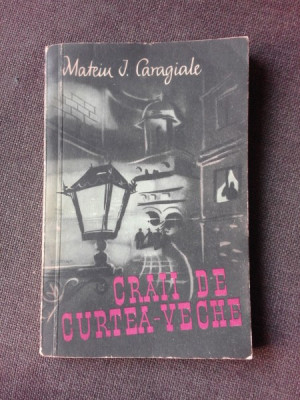 Mateiu I. Caragiale
CRAII DE
CURTEA-VECHE